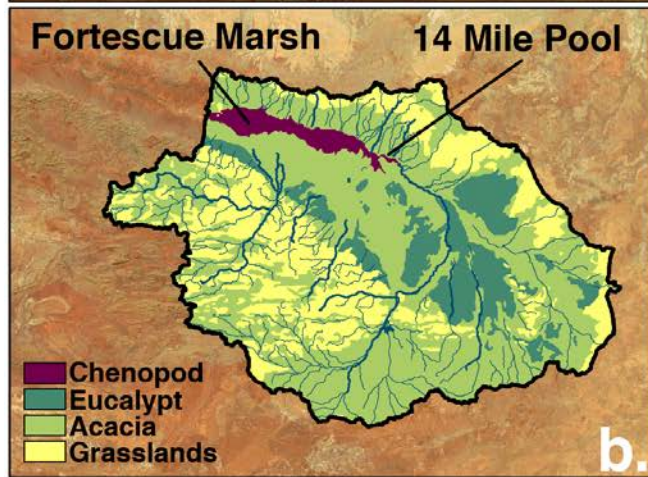 Fortescue Marsh
14 Mile Pool
Chenopod
Eucalypt
Acacia
Grasslands
b.